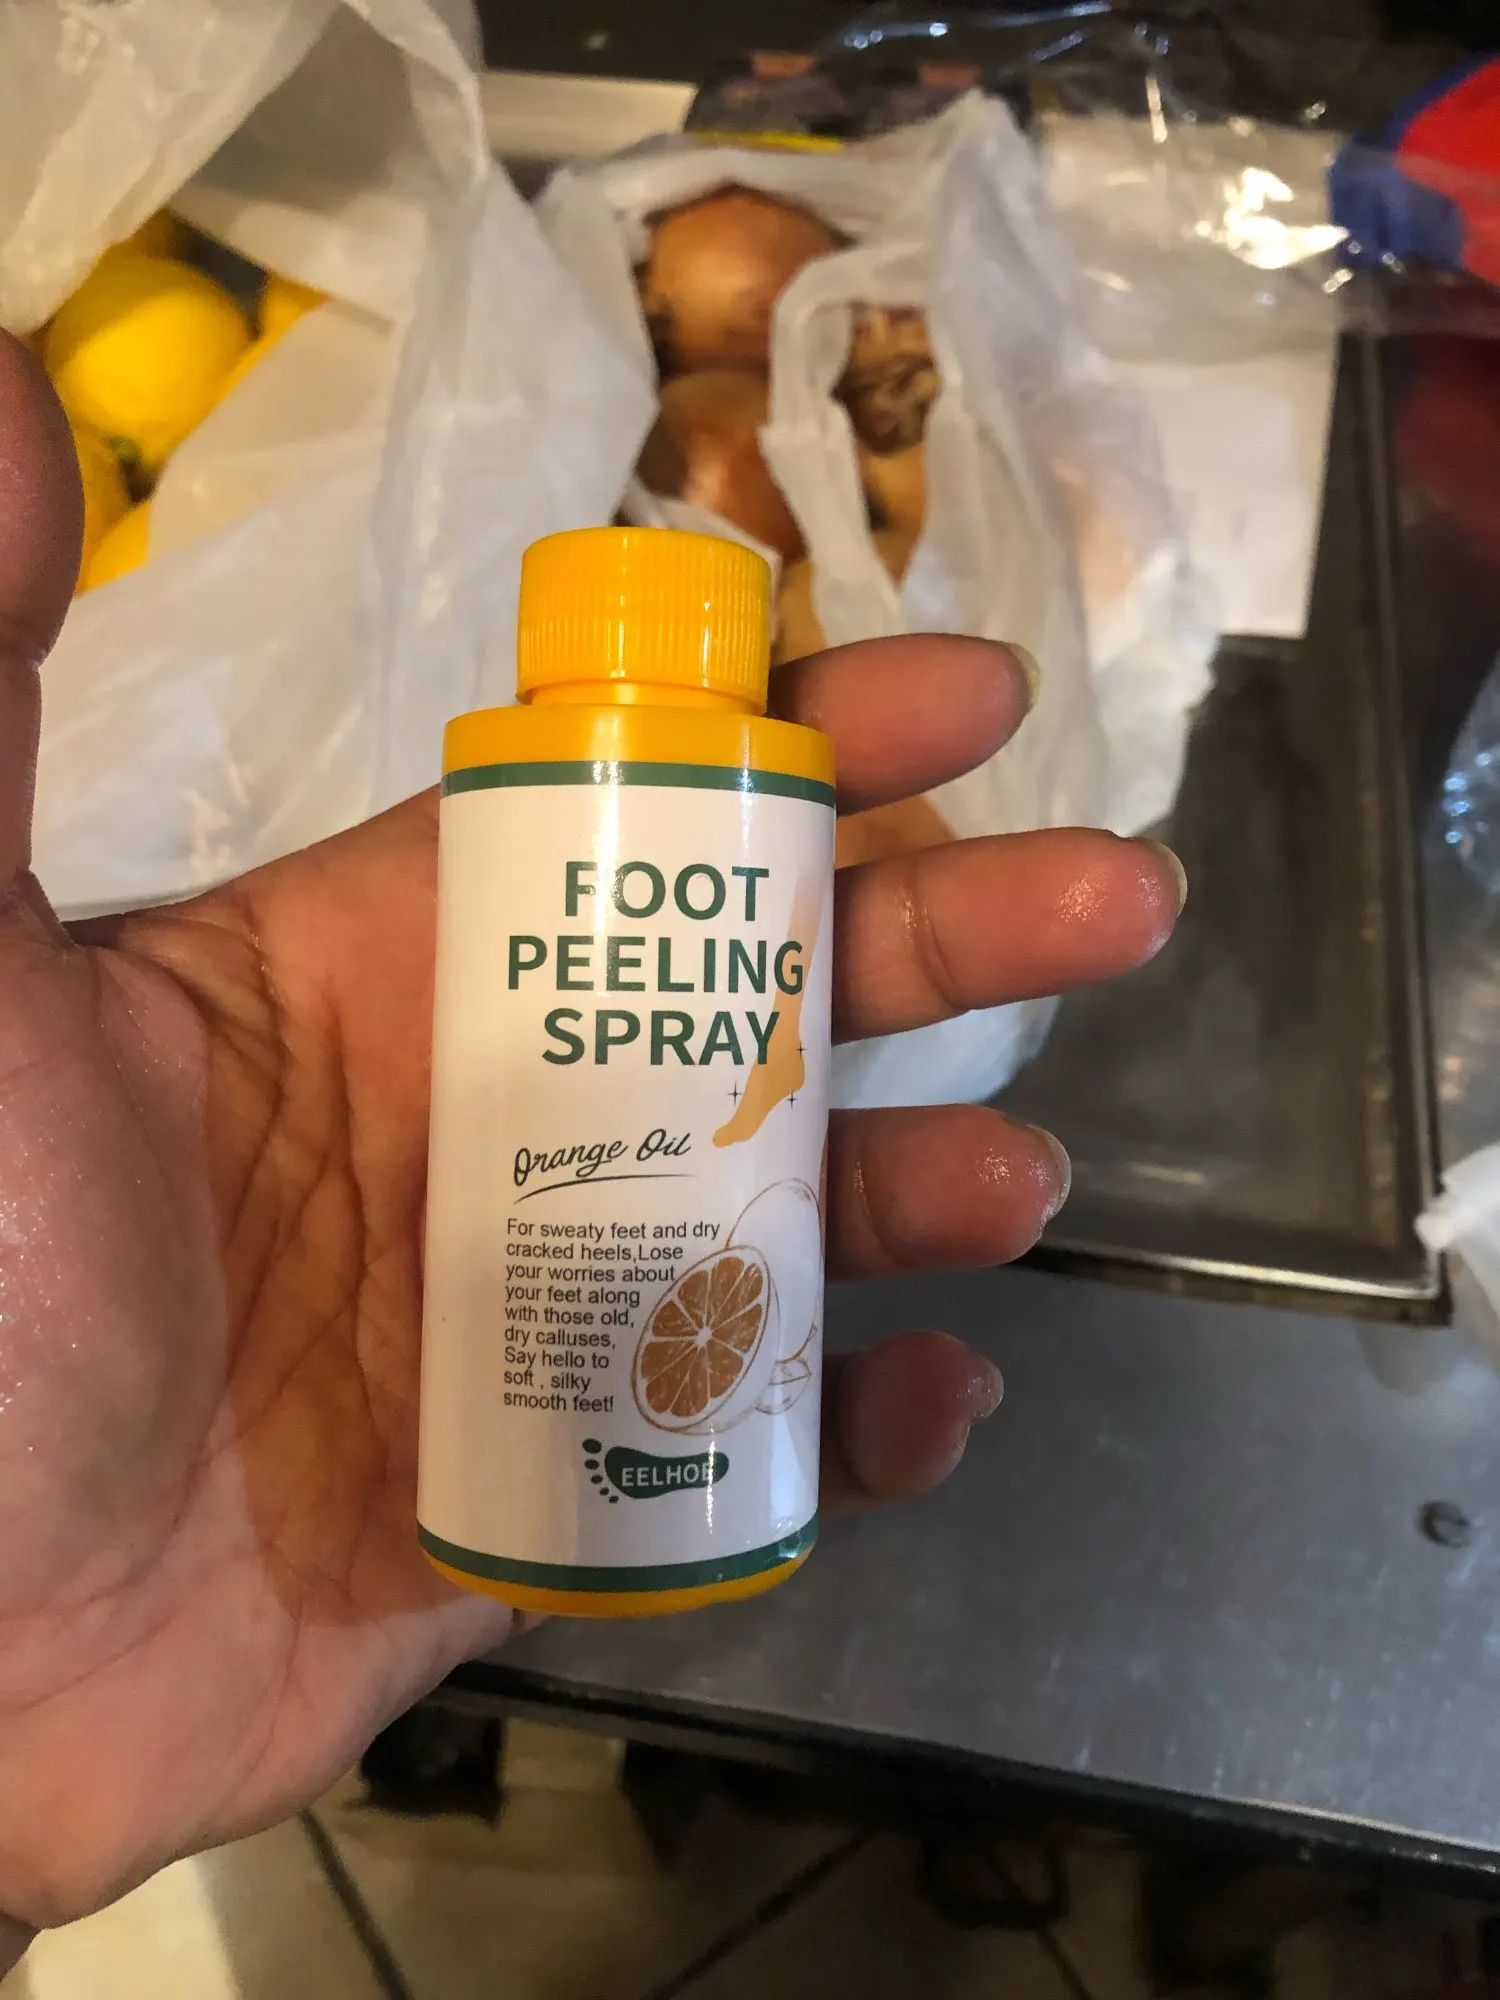 FOOT
PEELING
SPRAY
Orange Oil
For sweaty feet and dry
cracked heels,Lose
your worries about
your feet along
with those old,
dry calluses,
Say hello to
soft , silky
smooth feet!
EELHOE